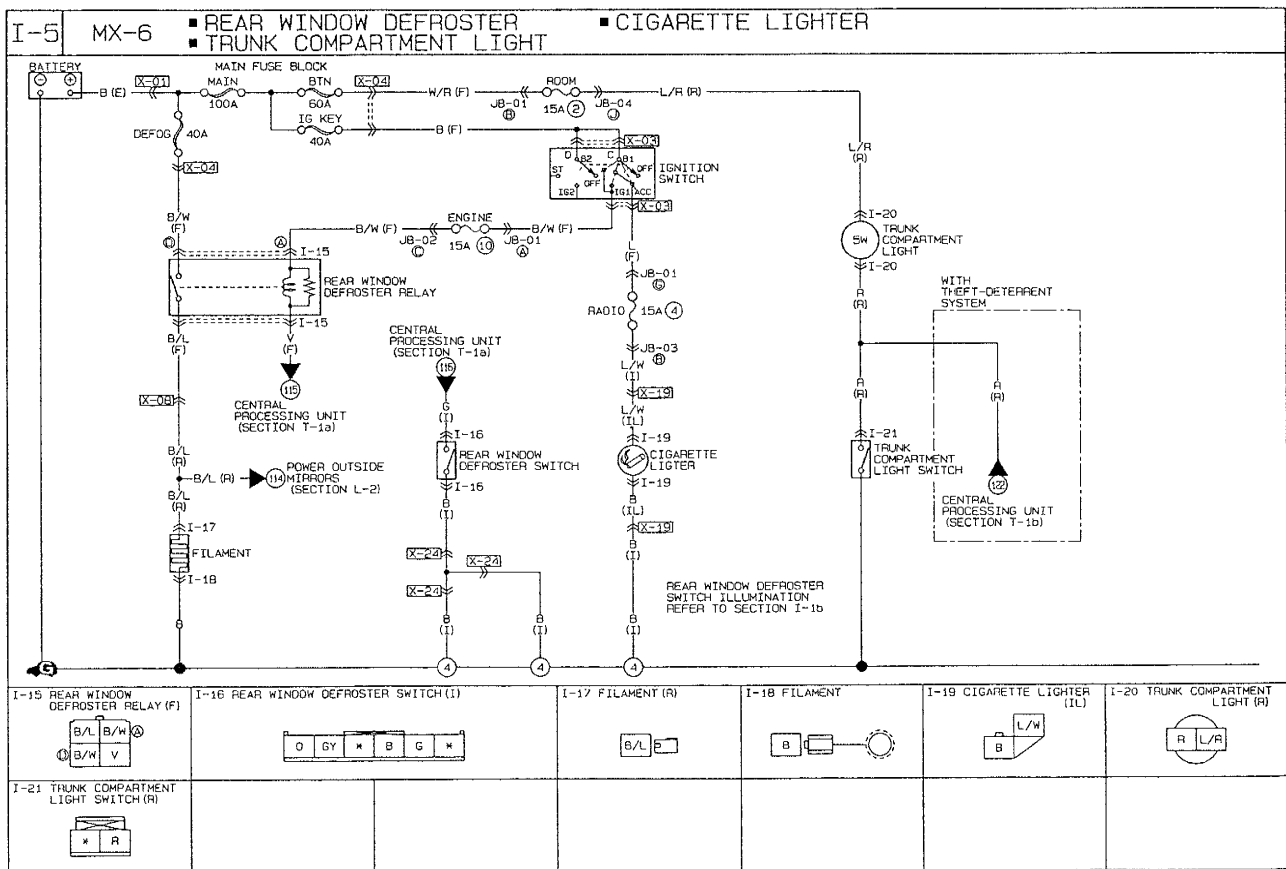 I-5
MX-6
■ REAR WINDOW DEFROSTER
■ TRUNK COMPARTMENT LIGHT
■ CIGARETTE LIGHTER
BATTERY
B (E)
X-01
MAIN FUSE BLOCK
MAIN
100A
BTN
60A
X-04
IG KEY
40A
W/R (F)
JB-01
B
ROOM
15A 2
JB-04
J
L/R (R)
B (F)
DEFOG 40A
X-04
X-03
D
B2
C
B1
ST
OFF
OFF
IG2
IG1
ACC
IGNITION
SWITCH
X-03
L/R
(R)
B/W
(F)
D
A
I-15
B/W (F)
JB-02
C
ENGINE
15A 10
JB-01
A
B/W (F)
REAR WINDOW
DEFROSTER RELAY
I-15
B/L
(F)
V
(F)
115
CENTRAL
PROCESSING UNIT
(SECTION T-1a)
CENTRAL
PROCESSING UNIT
(SECTION T-1a)
116
G
(I)
I-16
REAR WINDOW
DEFROSTER SWITCH
I-16
B
(I)
X-24
X-24
X-24
B
(I)
B
(I)
L
(F)
JB-01
G
RADIO 15A 4
JB-03
B
L/W
(I)
X-19
L/W
(IL)
I-19
CIGARETTE
LIGTER
I-19
B
(IL)
X-19
B
(I)
B
(I)
I-20
5W
TRUNK
COMPARTMENT
LIGHT
I-20
R
(R)
WITH
THEFT-DETERRENT
SYSTEM
R
(R)
R
(R)
I-21
TRUNK
COMPARTMENT
LIGHT SWITCH
122
CENTRAL
PROCESSING UNIT
(SECTION T-1b)
X-08
B/L
(R)
B/L (R)
114
POWER OUTSIDE
MIRRORS
(SECTION L-2)
B/L
(R)
I-17
FILAMENT
I-18
B
REAR WINDOW DEFROSTER
SWITCH ILLUMINATION
REFER TO SECTION I-1b
G
4
4
4
I-15 REAR WINDOW
DEFROSTER RELAY (F)
B/L B/W A
D B/W V
I-16 REAR WINDOW DEFROSTER SWITCH (I)
O GY * B G *
I-17 FILAMENT (R)
B/L
I-18 FILAMENT
B
I-19 CIGARETTE LIGHTER
(IL)
L/W
B
I-20 TRUNK COMPARTMENT
LIGHT (R)
R L/R
I-21 TRUNK COMPARTMENT
LIGHT SWITCH (R)
* R